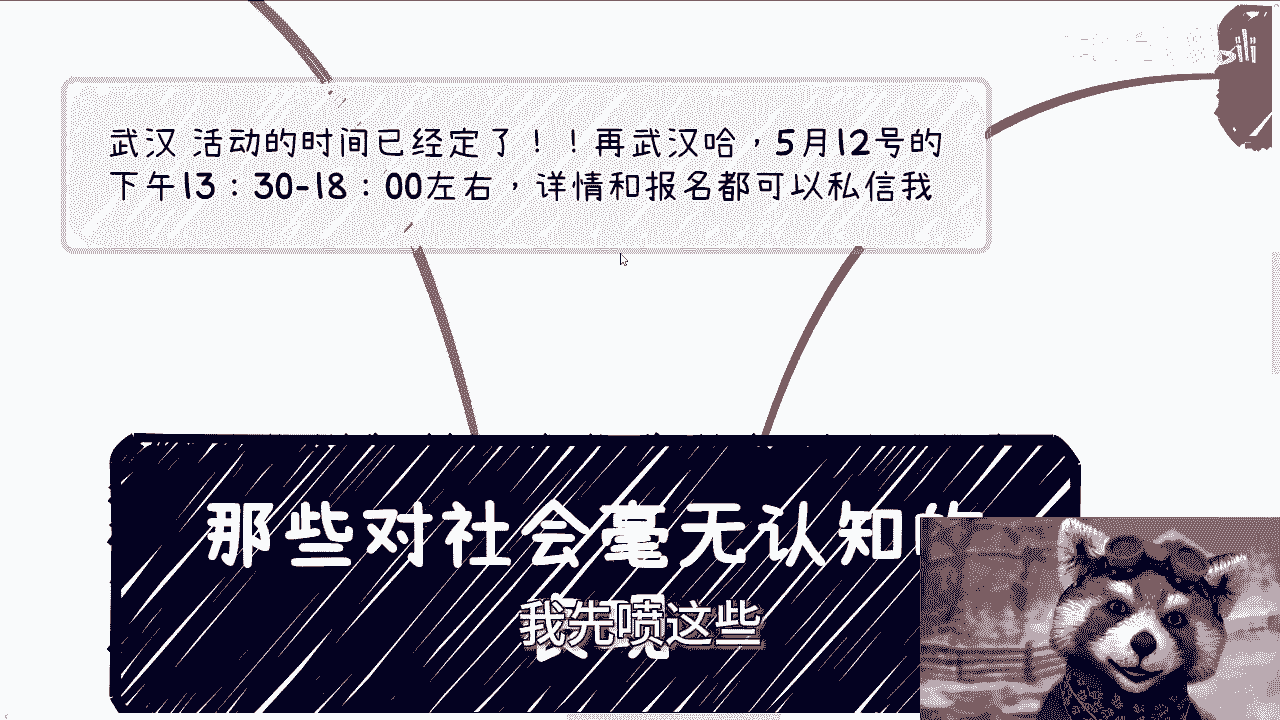 武汉 活动的时间已经定了！！再武汉哈，5月12号的
下午13：30-18：00左右，详情和报名都可以私信我
那些对社会毫无认知的
我先喷这些